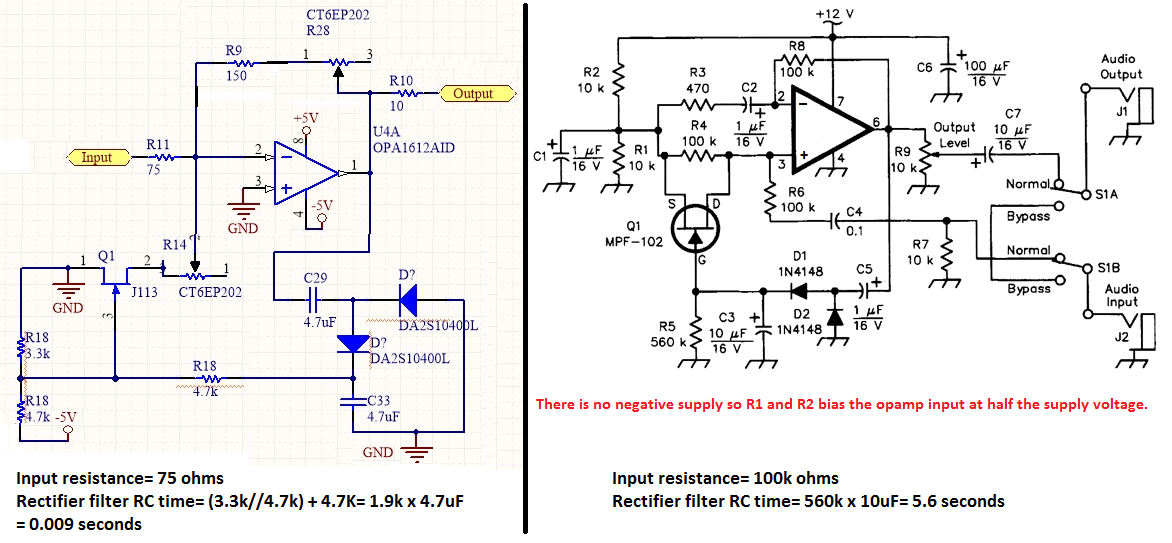 CT6EP202
R28
R9
1
3
150
R10
10
Output
+5V
U4A
OPA1612AID
8
Input
R11
75
2
1
3
-5V
4
GND
R14
2
Q1
1
2
1
J113
CT6EP202
GND
3
C29
4.7uF
D?
DA2S10400L
D?
DA2S10400L
R18
3.3k
R18
4.7k
R18
4.7k
-5V
C33
4.7uF
GND
Input resistance= 75 ohms
Rectifier filter RC time= (3.3k//4.7k) + 4.7K= 1.9k x 4.7uF
= 0.009 seconds
+12 V
R8
100 k
R2
10 k
R3
470
C2
+
1 µF
16 V
C6
+
100 µF
16 V
Audio
Output
J1
2
7
6
R4
100 k
C1
+
1 µF
16 V
R1
10 k
3
4
Output
Level
R9
10 k
C7
10 µF
16 V
+
Normal
S1A
Bypass
R6
100 k
S
D
Q1
MPF-102
G
C4
0.1
R7
10 k
Normal
S1B
Bypass
D1
1N4148
C5
+
1 µF
16 V
Audio
Input
J2
R5
560 k
C3
+
10 µF
16 V
D2
1N4148
There is no negative supply so R1 and R2 bias the opamp input at half the supply voltage.
Input resistance= 100k ohms
Rectifier filter RC time= 560k x 10uF= 5.6 seconds